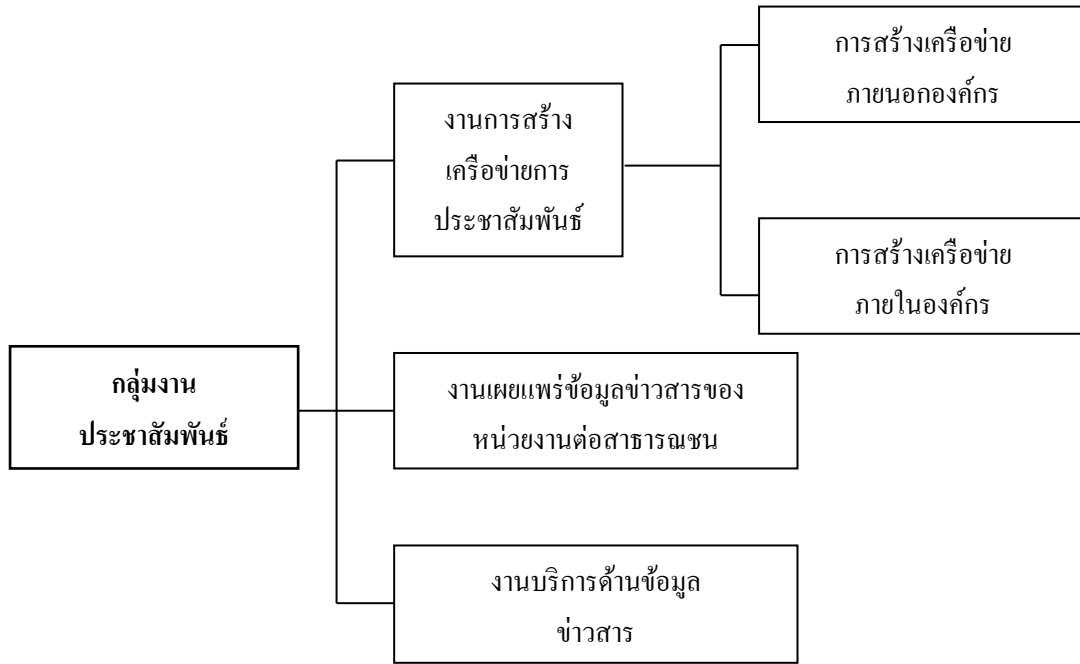 การสร้างเครือข่าย
ภายนอกองค์กร
งานการสร้าง
เครือข่ายการ
ประชาสัมพันธ์
การสร้างเครือข่าย
ภายในองค์กร
กลุ่มงาน
ประชาสัมพันธ์
งานเผยแพร่ข้อมูลข่าวสารของ
หน่วยงานต่อสาธารณชน
งานบริการด้านข้อมูล
ข่าวสาร